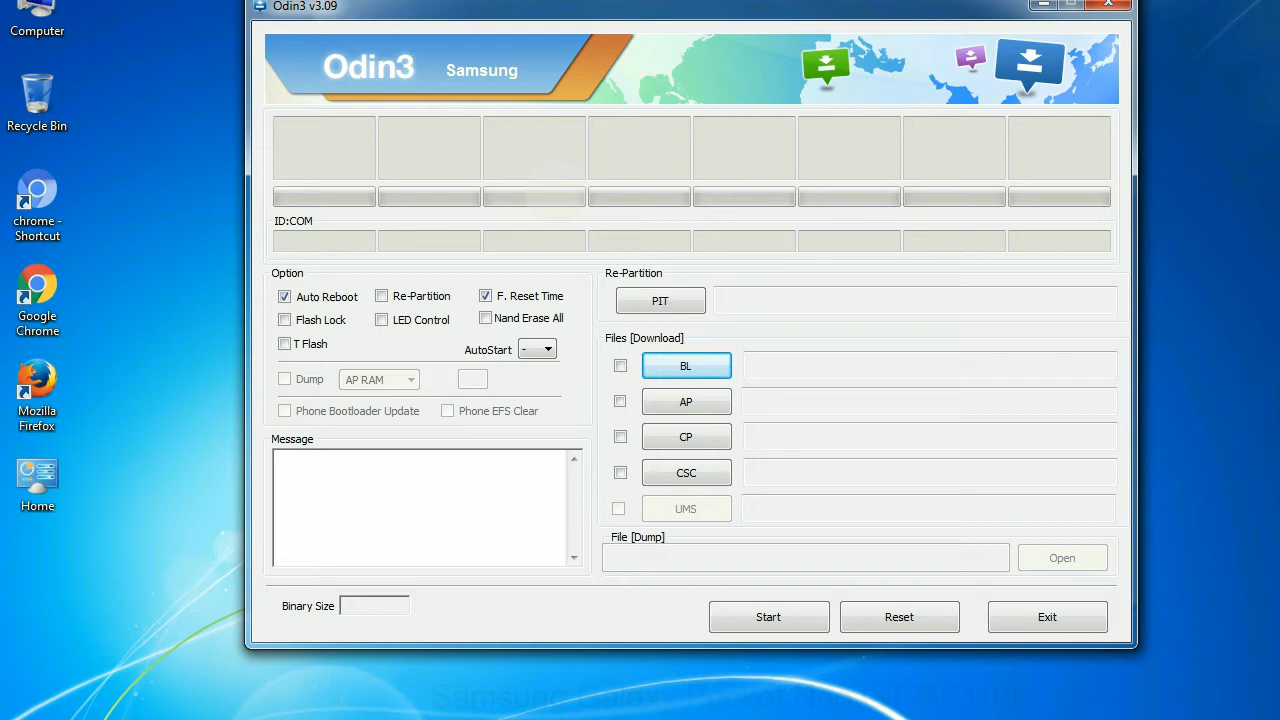 Odin3 v3.09
Computer
Recycle Bin
chrome -
Shortcut
Google
Chrome
Mozilla
Firefox
Home
Odin3
Samsung
ID:COM
Option
Auto Reboot
Re-Partition
F. Reset Time
Flash Lock
LED Control
Nand Erase All
T Flash
AutoStart
-
Dump
AP RAM
Phone Bootloader Update
Phone EFS Clear
Message
Re-Partition
PIT
Files [Download]
BL
AP
CP
CSC
UMS
File [Dump]
Open
Binary Size
Start
Reset
Exit
Samsung Galaxy Pocket